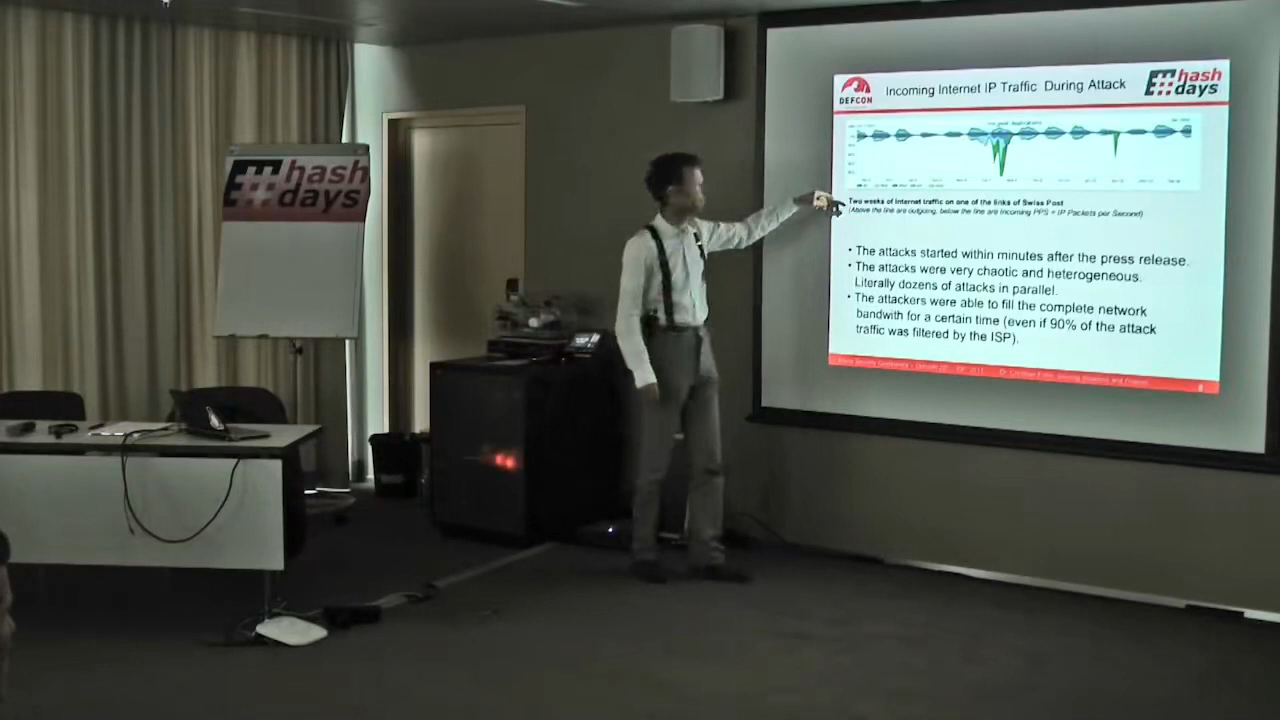 hash
days
DEFCON
Incoming Internet IP Traffic During Attack
hash
days
Two weeks of Internet traffic on one of the links of Swiss Post
(Above the line are outgoing, below the line are Incoming PPS = IP Packets per Second)
• The attacks started within minutes after the press release.
• The attacks were very chaotic and heterogeneous.
Literally dozens of attacks in parallel.
• The attackers were able to fill the complete network
bandwith for a certain time (even if 90% of the attack
traffic was filtered by the ISP).